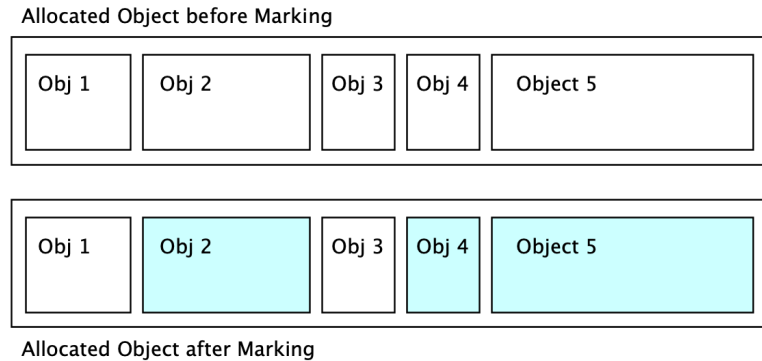 Allocated Object before Marking
Obj 1 Obj 2 Obj 3 Obj 4 Object 5
Obj 1 Obj 2 Obj 3 Obj 4 Object 5
Allocated Object after Marking